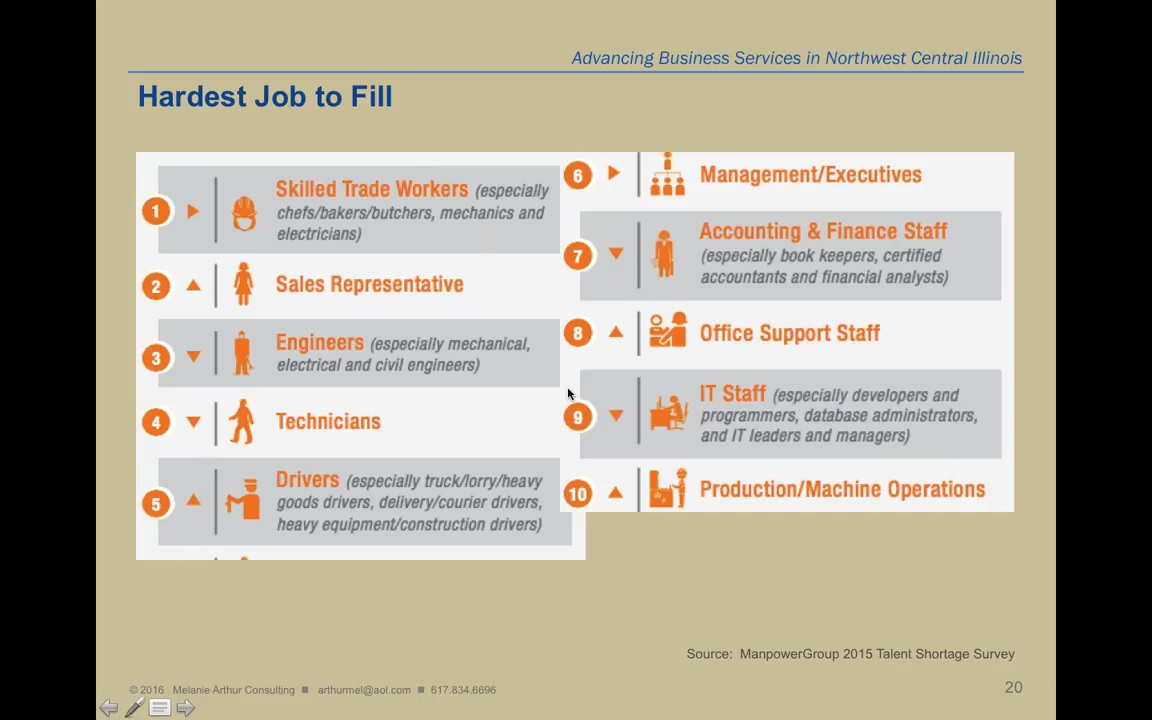 Advancing Business Services in Northwest Central Illinois
Hardest Job to Fill
1 Skilled Trade Workers (especially
chefs/bakers/butchers, mechanics and
electricians)
2 Sales Representative
3 Engineers (especially mechanical,
electrical and civil engineers)
4 Technicians
5 Drivers (especially truck/lorry/heavy
goods drivers, delivery/courier drivers,
heavy equipment/construction drivers)
6 Management/Executives
7 Accounting & Finance Staff
(especially book keepers, certified
accountants and financial analysts)
8 Office Support Staff
9 IT Staff (especially developers and
programmers, database administrators,
and IT leaders and managers)
10 Production/Machine Operations
Source: ManpowerGroup 2015 Talent Shortage Survey
© 2016 Melanie Arthur Consulting ■ arthurmel@aol.com ■ 617.834.6696
20